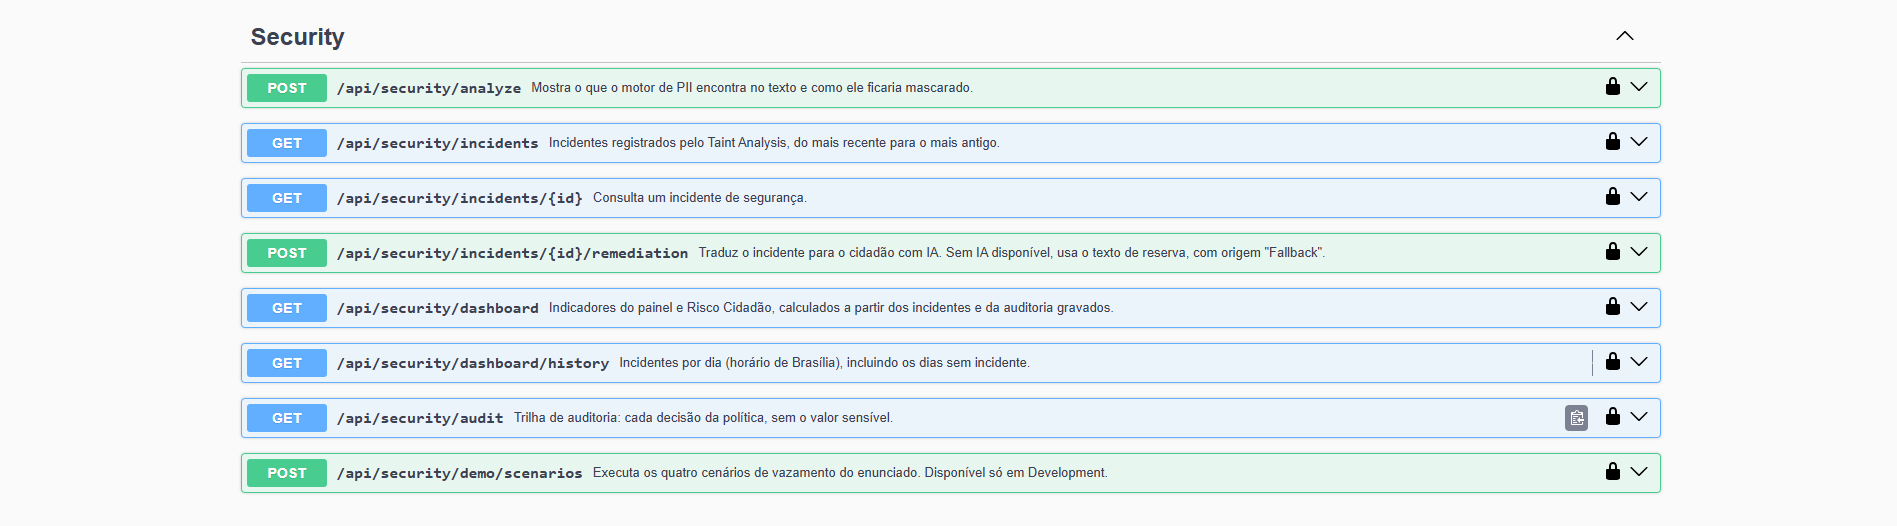 Security
POST /api/security/analyze Mostra o que o motor de PII encontra no texto e como ele ficaria mascarado.
GET /api/security/incidents Incidentes registrados pelo Taint Analysis, do mais recente para o mais antigo.
GET /api/security/incidents/{id} Consulta um incidente de segurança.
POST /api/security/incidents/{id}/remediation Traduz o incidente para o cidadão com IA. Sem IA disponível, usa o texto de reserva, com origem "Fallback".
GET /api/security/dashboard Indicadores do painel e Risco Cidadão, calculados a partir dos incidentes e da auditoria gravados.
GET /api/security/dashboard/history Incidentes por dia (horário de Brasília), incluindo os dias sem incidente.
GET /api/security/audit Trilha de auditoria: cada decisão da política, sem o valor sensível.
POST /api/security/demo/scenarios Executa os quatro cenários de vazamento do enunciado. Disponível só em Development.